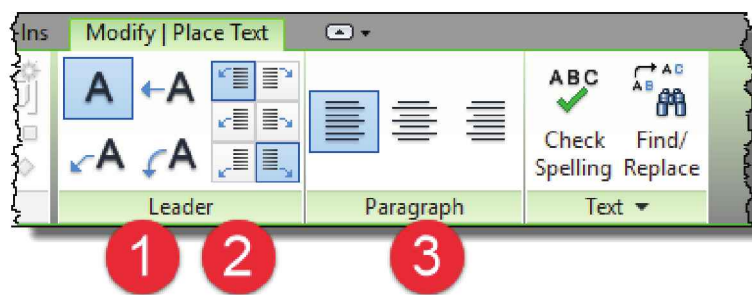 Ins Modify | Place Text
A A
A A
ABC
AC
AB
Check Find/
Spelling Replace
Leader Paragraph Text
1 2 3